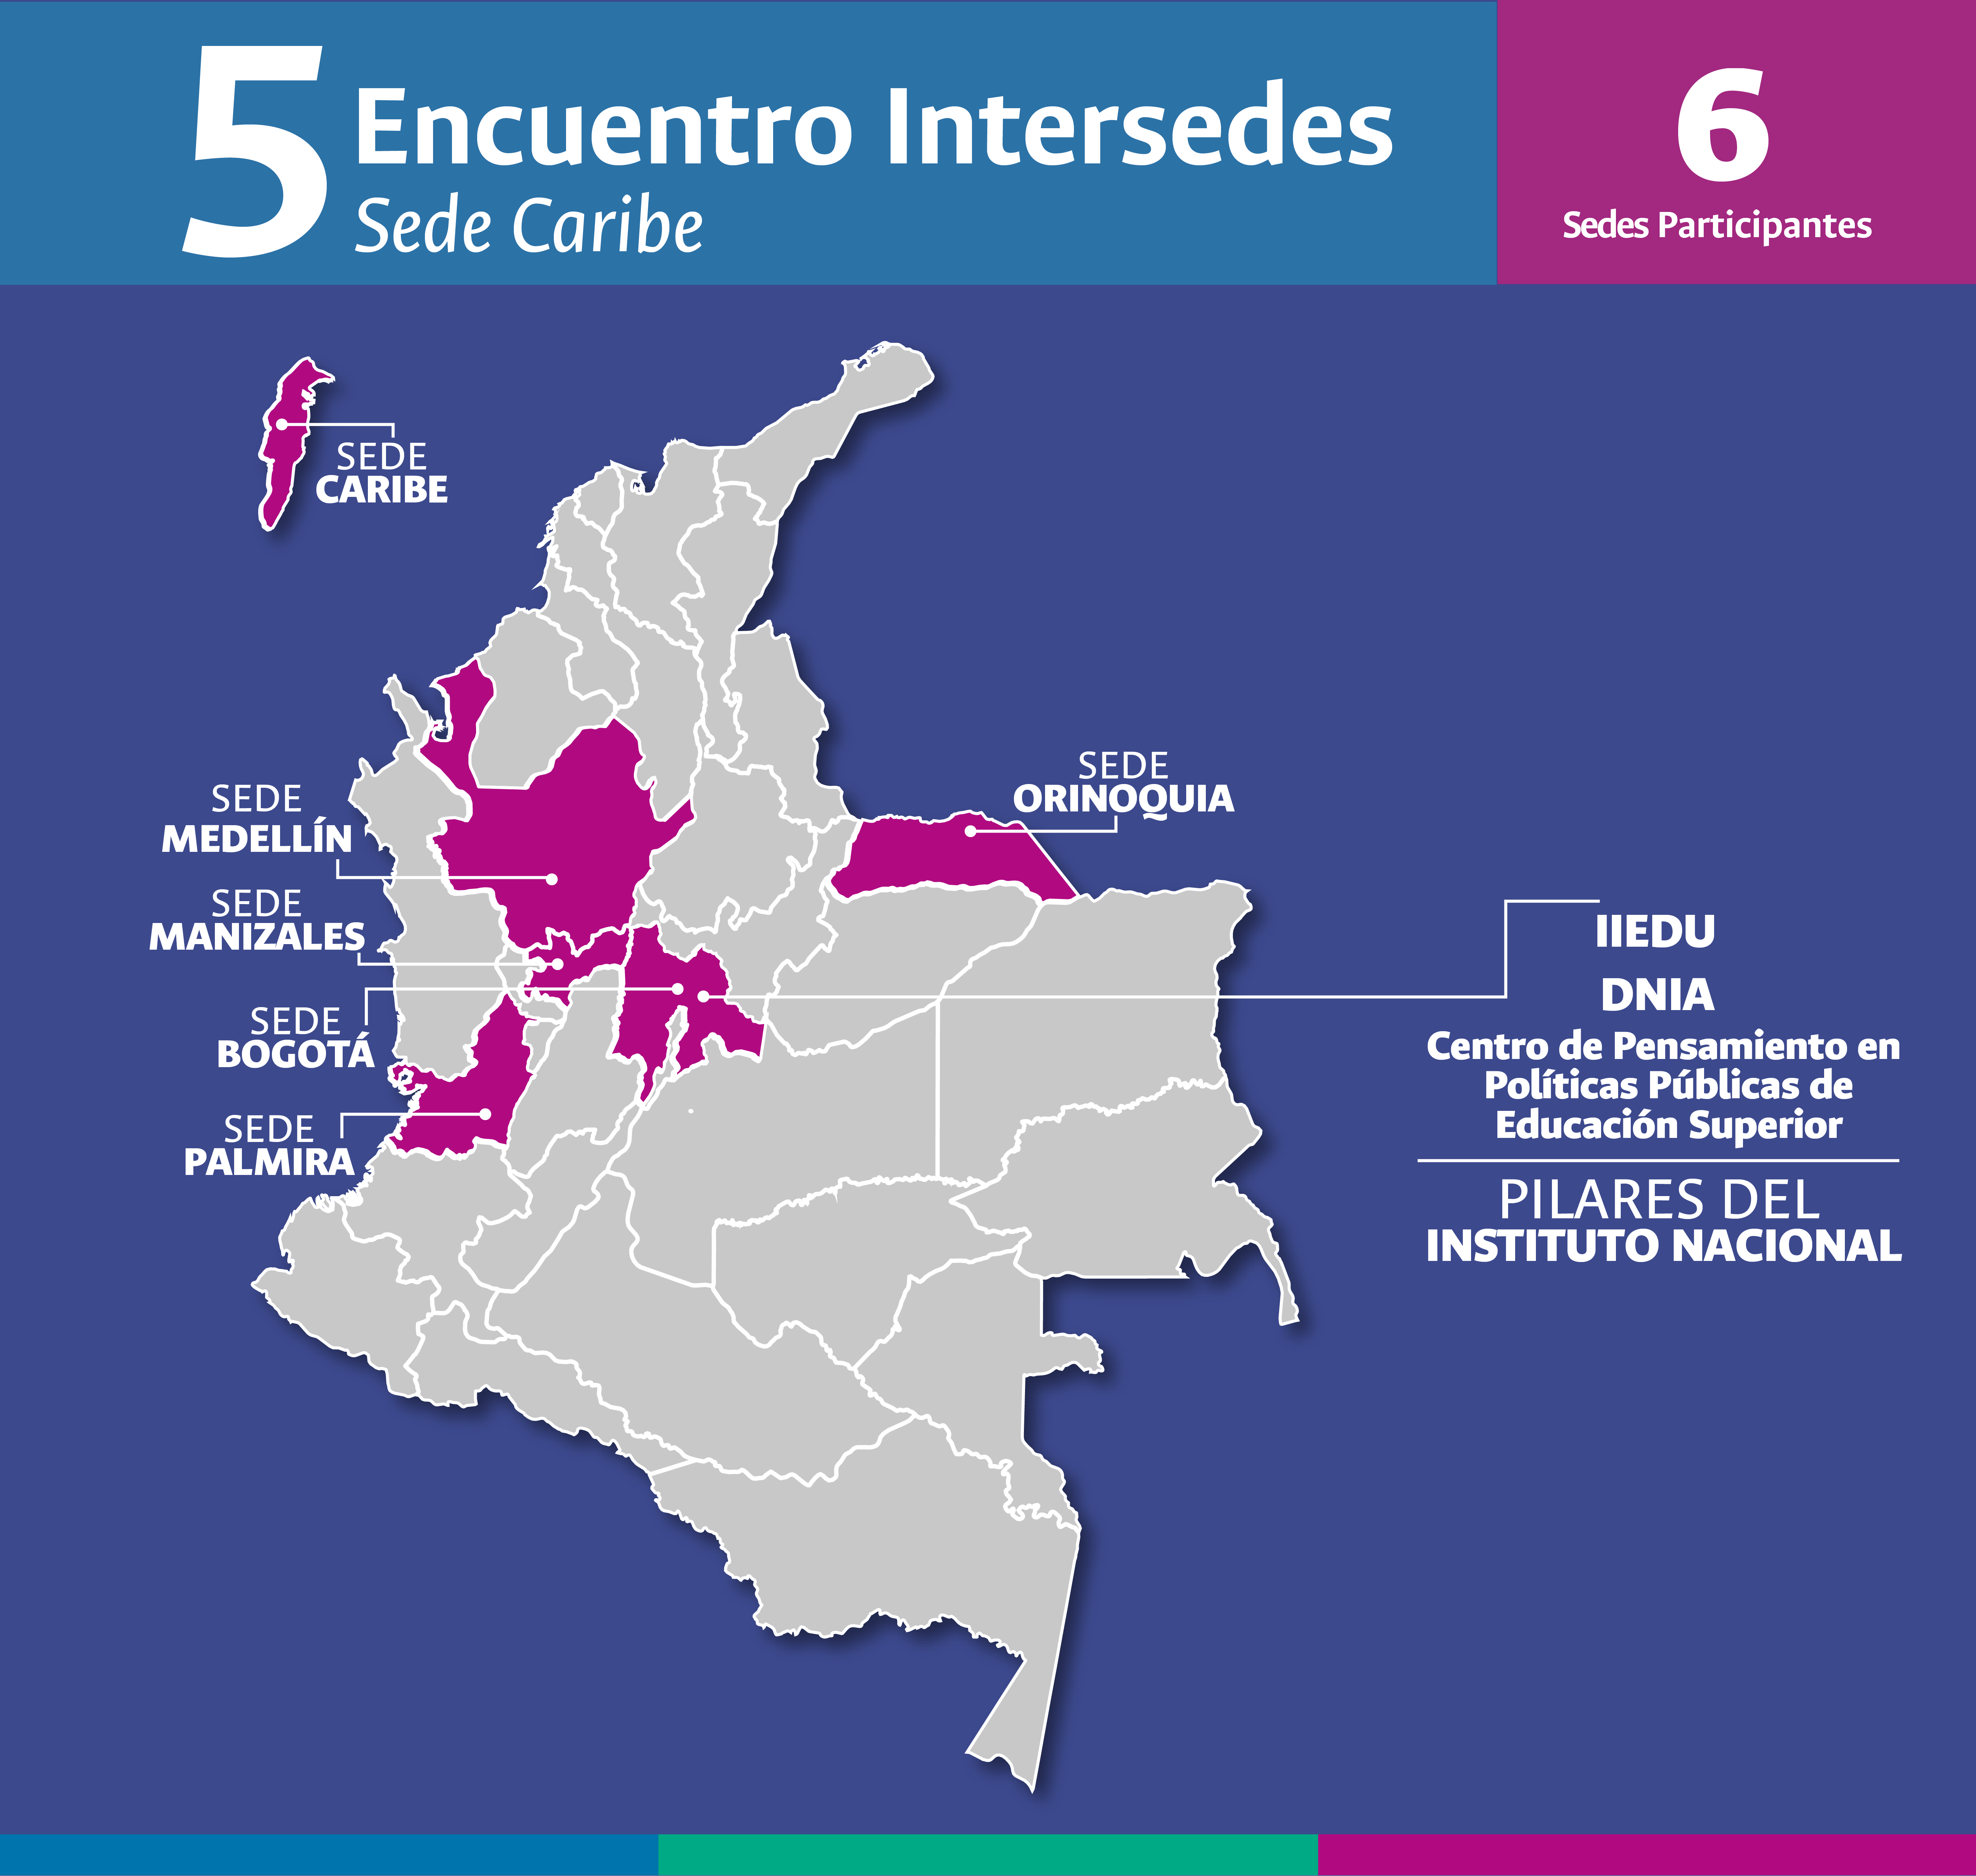 5 Encuentro Intersedes
Sede Caribe
6
Sedes Participantes
SEDE
CARIBE
SEDE
MEDELLÍN
SEDE
MANIZALES
SEDE
BOGOTÁ
SEDE
PALMIRA
SEDE
ORINOQUIA
IIEDU
DNIA
Centro de Pensamiento en
Políticas Públicas de
Educación Superior
PILARES DEL
INSTITUTO NACIONAL